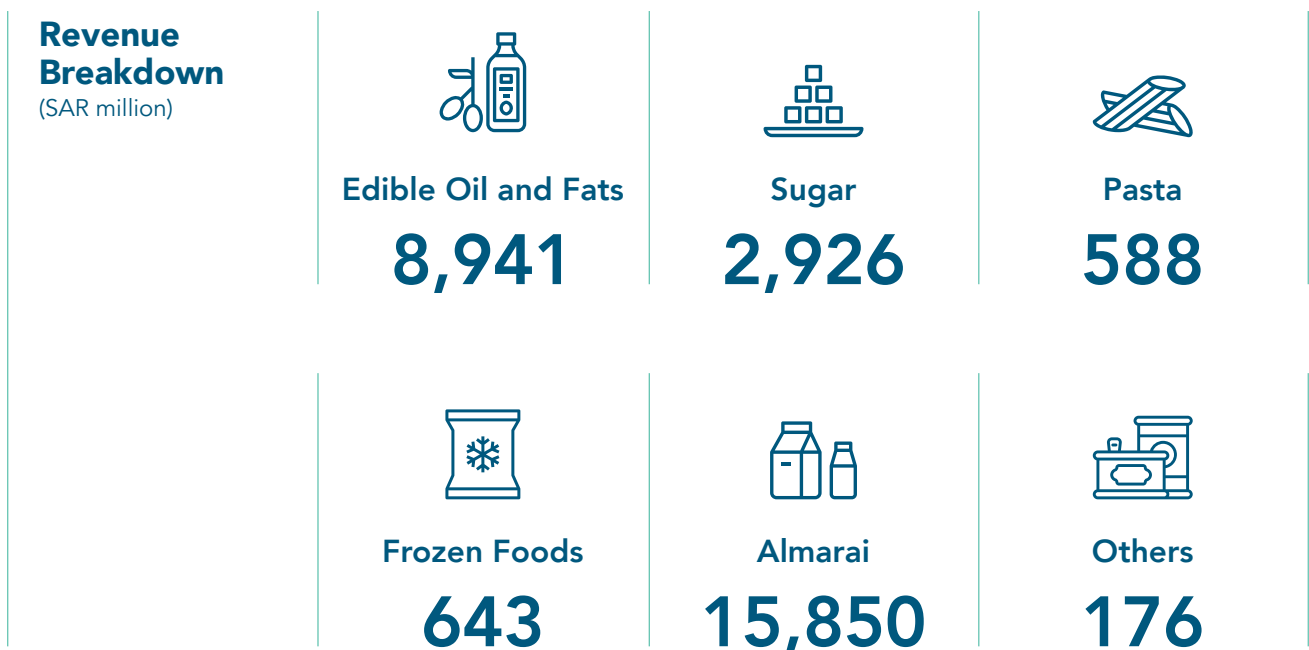 Revenue
Breakdown
(SAR million)
Edible Oil and Fats
8,941
Sugar
2,926
Pasta
588
Frozen Foods
643
Almarai
15,850
Others
176